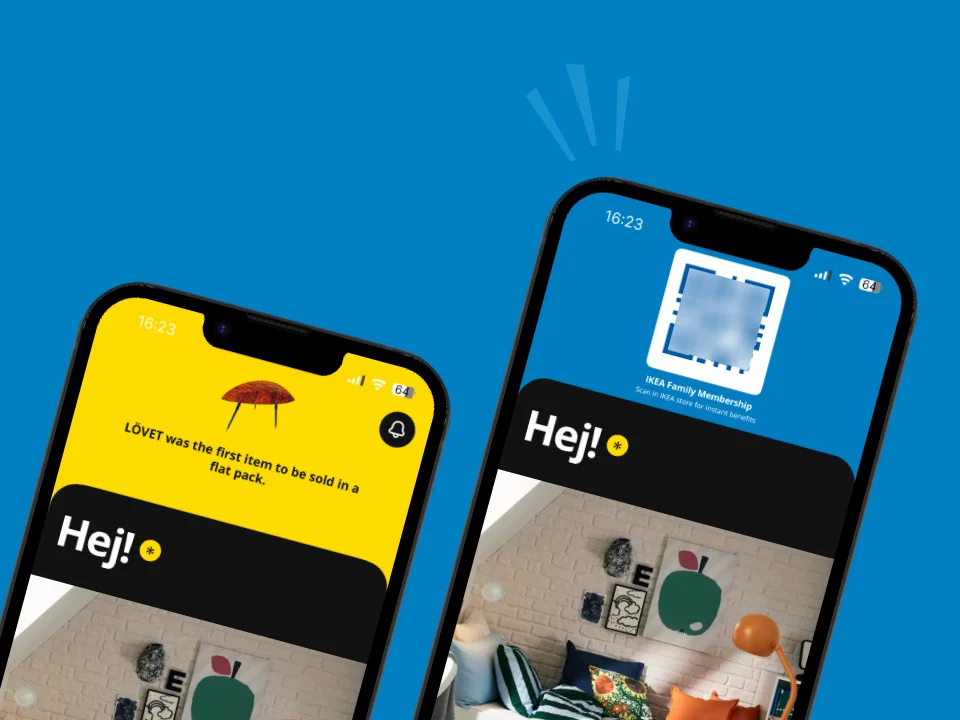 16:23
64
LÖVET was the first item to be sold in a
flat pack.
Hej!
E
16:23
64
IKEA Family Membership
Scan in IKEA store for instant benefits
Hej!
E